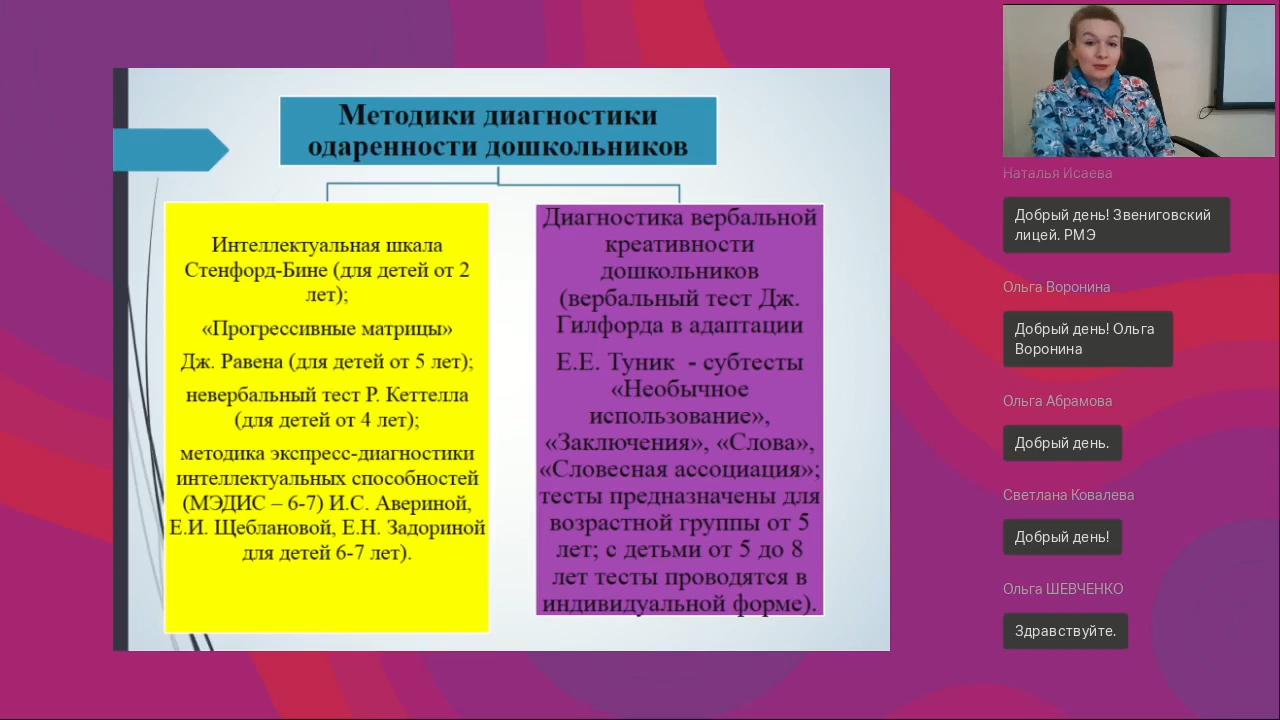 Методики диагностики
одаренности дошкольников
Интеллектуальная шкала
Стенфорд-Бине (для детей от 2
лет);
«Прогрессивные матрицы»
Дж. Равена (для детей от 5 лет);
невербальный тест Р. Кеттелла
(для детей от 4 лет);
методика экспресс-диагностики
интеллектуальных способностей
(МЭДИС – 6-7) И.С. Авериной,
Е.И. Щеблановой, Е.Н. Задориной
для детей 6-7 лет).
Диагностика вербальной
креативности
дошкольников
(вербальный тест Дж.
Гилфорда в адаптации
Е.Е. Туник - субтесты
«Необычное
использование»,
«Заключения», «Слова»,
«Словесная ассоциация»;
тесты предназначены для
возрастной группы от 5
лет; с детьми от 5 до 8
лет тесты проводятся в
индивидуальной форме).
Наталья Исаева
Добрый день! Звениговский
лицей. РМЭ
Ольга Воронина
Добрый день! Ольга
Воронина
Ольга Абрамова
Добрый день.
Светлана Ковалева
Добрый день!
Ольга ШЕВЧЕНКО
Здравствуйте.